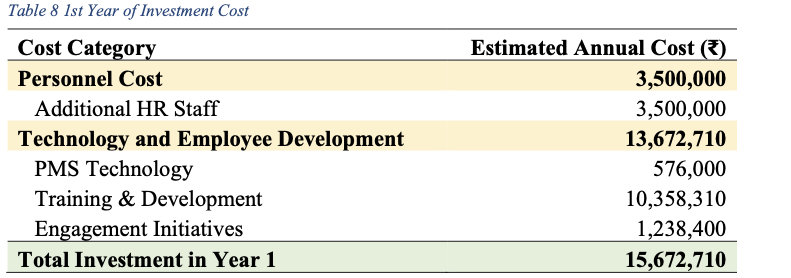 Table 8 1st Year of Investment Cost
Cost Category Estimated Annual Cost (₹)
Personnel Cost 3,500,000
Additional HR Staff 3,500,000
Technology and Employee Development 13,672,710
PMS Technology 576,000
Training & Development 10,358,310
Engagement Initiatives 1,238,400
Total Investment in Year 1 15,672,710